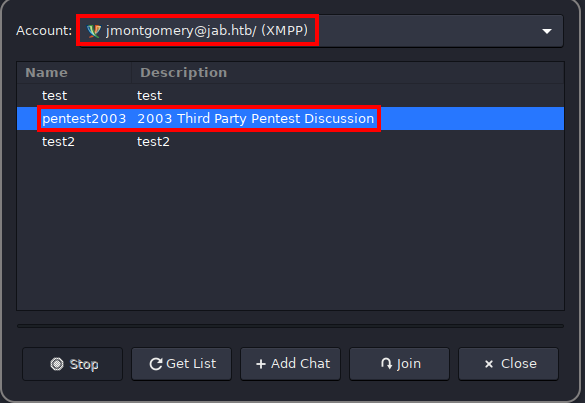 Account: jmontgomery@jab.htb/ (XMPP)
Name Description
test test
pentest2003 2003 Third Party Pentest Discussion
test2 test2
Stop Get List + Add Chat Join × Close